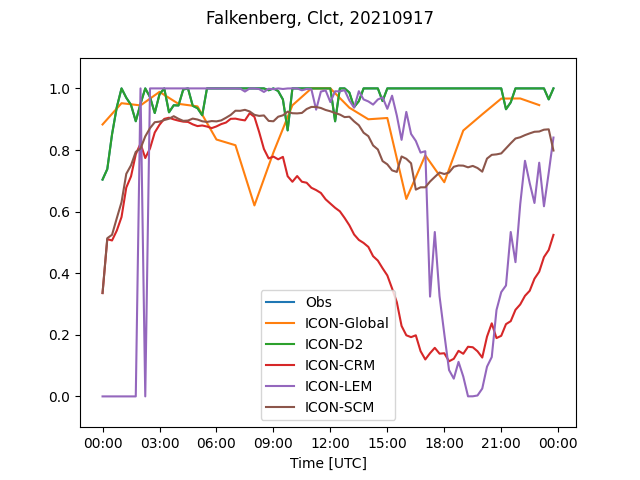 Falkenberg, Clct, 20210917
1.0
0.8
0.6
0.4
0.2
0.0
Obs
ICON-Global
ICON-D2
ICON-CRM
ICON-LEM
ICON-SCM
00:00 03:00 06:00 09:00 12:00 15:00 18:00 21:00 00:00
Time [UTC]